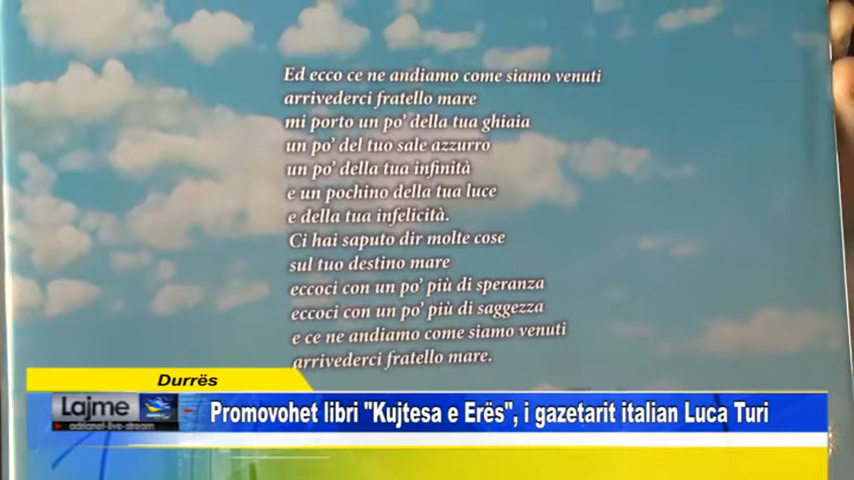 Ed ecco ce ne andiamo come siamo venuti
arrivederci fratello mare
mi porto un po' della tua ghiaia
un po' del tuo sale azzurro
un po' della tua infinità
e un pochino della tua luce
e della tua infelicità.
Ci hai saputo dir molte cose
sul tuo destino mare
eccoci con un po' più di speranza
eccoci con un po' più di saggezza
e ce ne andiamo come siamo venuti
arrivederci fratello mare.
Durrës
Lajme
adrianet-live-stream
Promovohet libri "Kujtesa e Erës", i gazetarit italian Luca Turi